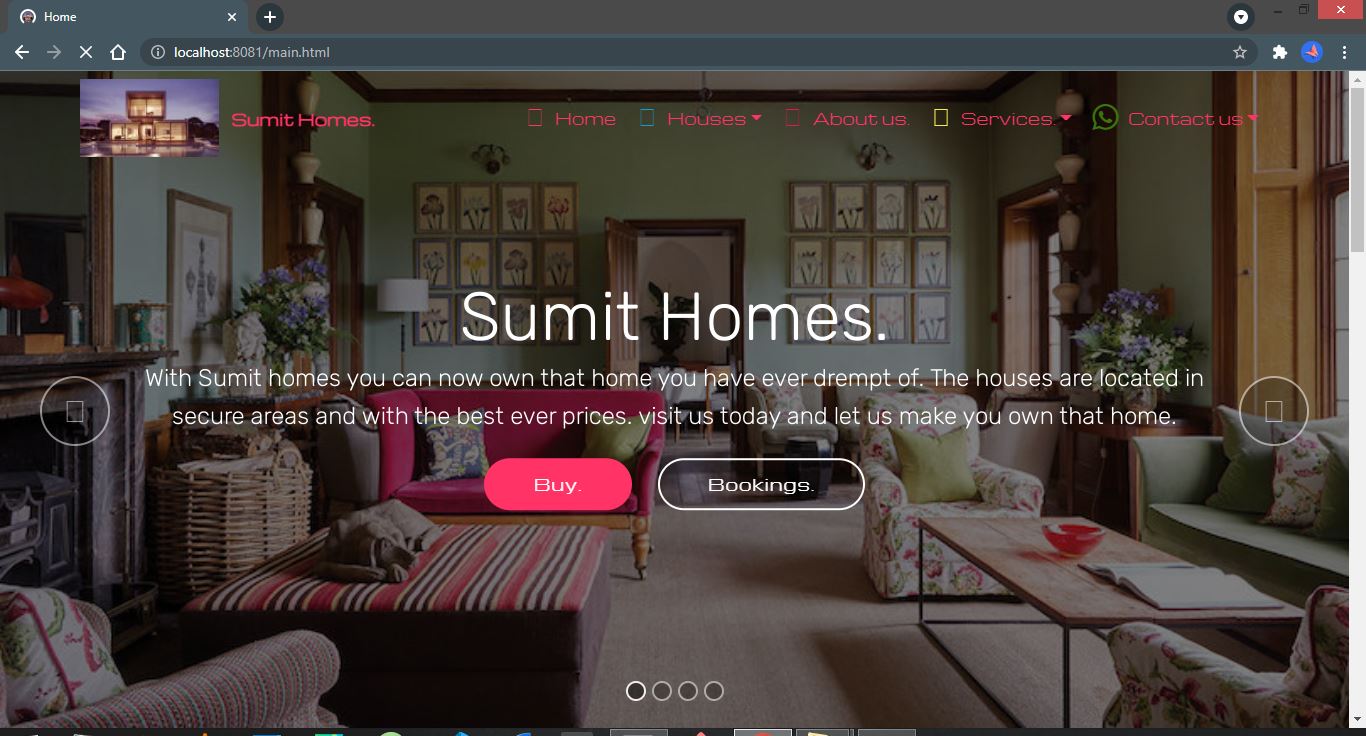 Home
localhost:8081/main.html
Sumit Homes.
Home
Houses
About us.
Services.
Contact us
Sumit Homes.
With Sumit homes you can now own that home you have ever drempt of. The houses are located in
secure areas and with the best ever prices. visit us today and let us make you own that home.
Buy.
Bookings.